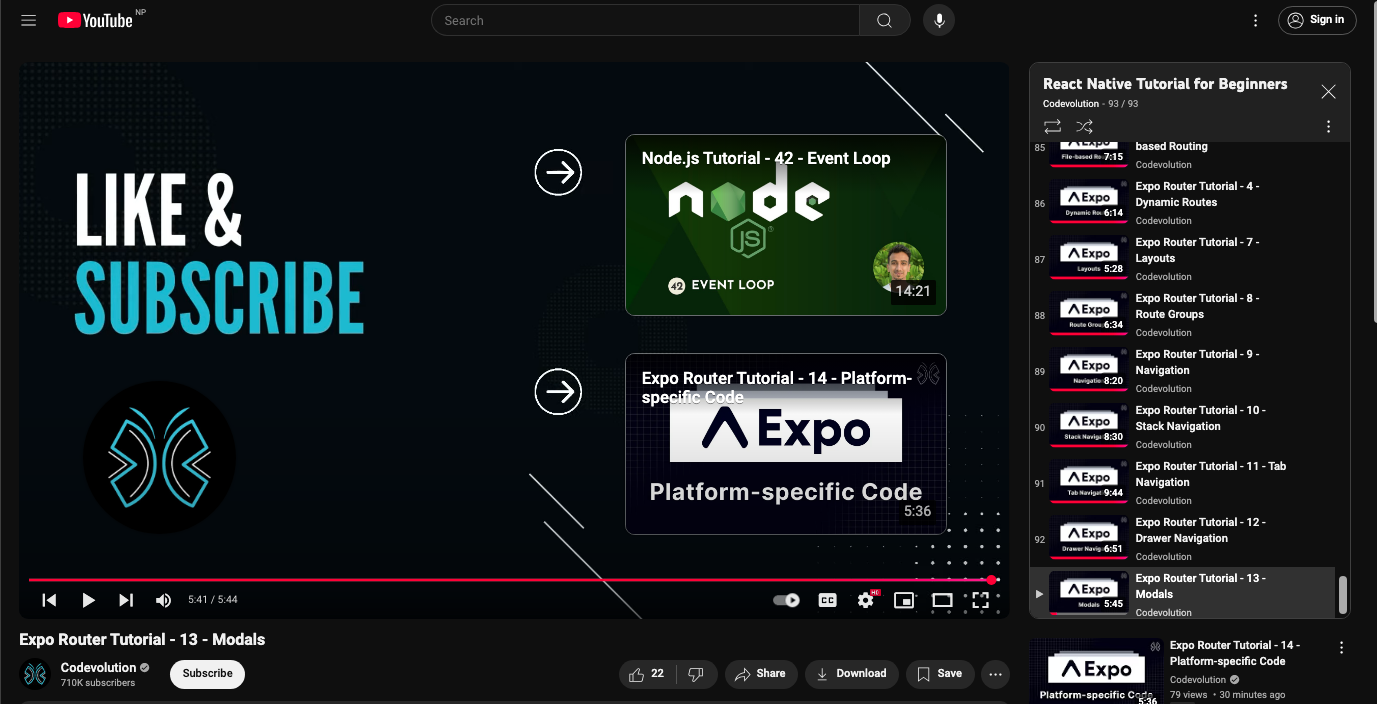 YouTube NP
Search
Sign in
LIKE &
SUBSCRIBE
Node.js Tutorial - 42 - Event Loop
node
JS
42 EVENT LOOP
14:21
Expo Router Tutorial - 14 - Platform-
specific Code
Expo
Platform-specific Code
5:36
5:41 / 5:44
CC
HD
Expo Router Tutorial - 13 - Modals
Codevolution
710K subscribers
Subscribe
22
Share
Download
Save
React Native Tutorial for Beginners
Codevolution - 93 / 93
85
File-based Ro
7:15
based Routing
Codevolution
86
Expo
Dynamic Ro
6:14
Expo Router Tutorial - 4 -
Dynamic Routes
Codevolution
87
Expo
Layouts
5:28
Expo Router Tutorial - 7 -
Layouts
Codevolution
88
Expo
Route Grou
6:34
Expo Router Tutorial - 8 -
Route Groups
Codevolution
89
Expo
Navigatio
8:20
Expo Router Tutorial - 9 -
Navigation
Codevolution
90
Expo
Stack Naviga
8:30
Expo Router Tutorial - 10 -
Stack Navigation
Codevolution
91
Expo
Tab Navigat
9:44
Expo Router Tutorial - 11 - Tab
Navigation
Codevolution
92
Expo
Drawer Navig
6:51
Expo Router Tutorial - 12 -
Drawer Navigation
Codevolution
Expo
Modals
5:45
Expo Router Tutorial - 13 -
Modals
Codevolution
Expo
Platform-specific Code
5:36
Expo Router Tutorial - 14 -
Platform-specific Code
Codevolution
79 views • 30 minutes ago